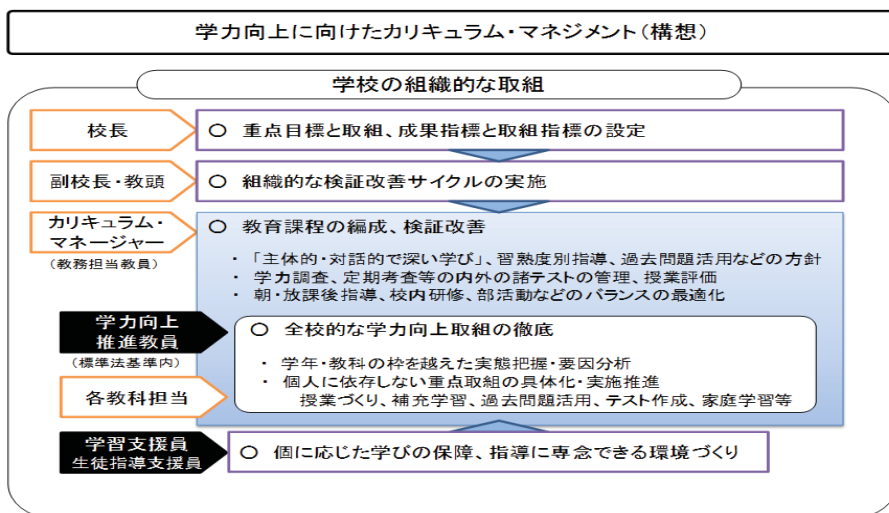 学力向上に向けたカリキュラム・マネジメント（構想）
学校の組織的な取組
校長
○ 重点目標と取組、成果指標と取組指標の設定
副校長・教頭
○ 組織的な検証改善サイクルの実施
カリキュラム・
マネージャー
（教務担当教員）
○ 教育課程の編成、検証改善
・「主体的・対話的で深い学び」、習熟度別指導、過去問題活用などの方針
・ 学力調査、定期考査等の内外の諸テストの管理、授業評価
・ 朝・放課後指導、校内研修、部活動などのバランスの最適化
学力向上
推進教員
（標準法基準内）
○ 全校的な学力向上取組の徹底
・ 学年・教科の枠を越えた実態把握・要因分析
・ 個人に依存しない重点取組の具体化・実施推進
授業づくり、補充学習、過去問題活用、テスト作成、家庭学習等
各教科担当
学習支援員
生徒指導支援員
○ 個に応じた学びの保障、指導に専念できる環境づくり